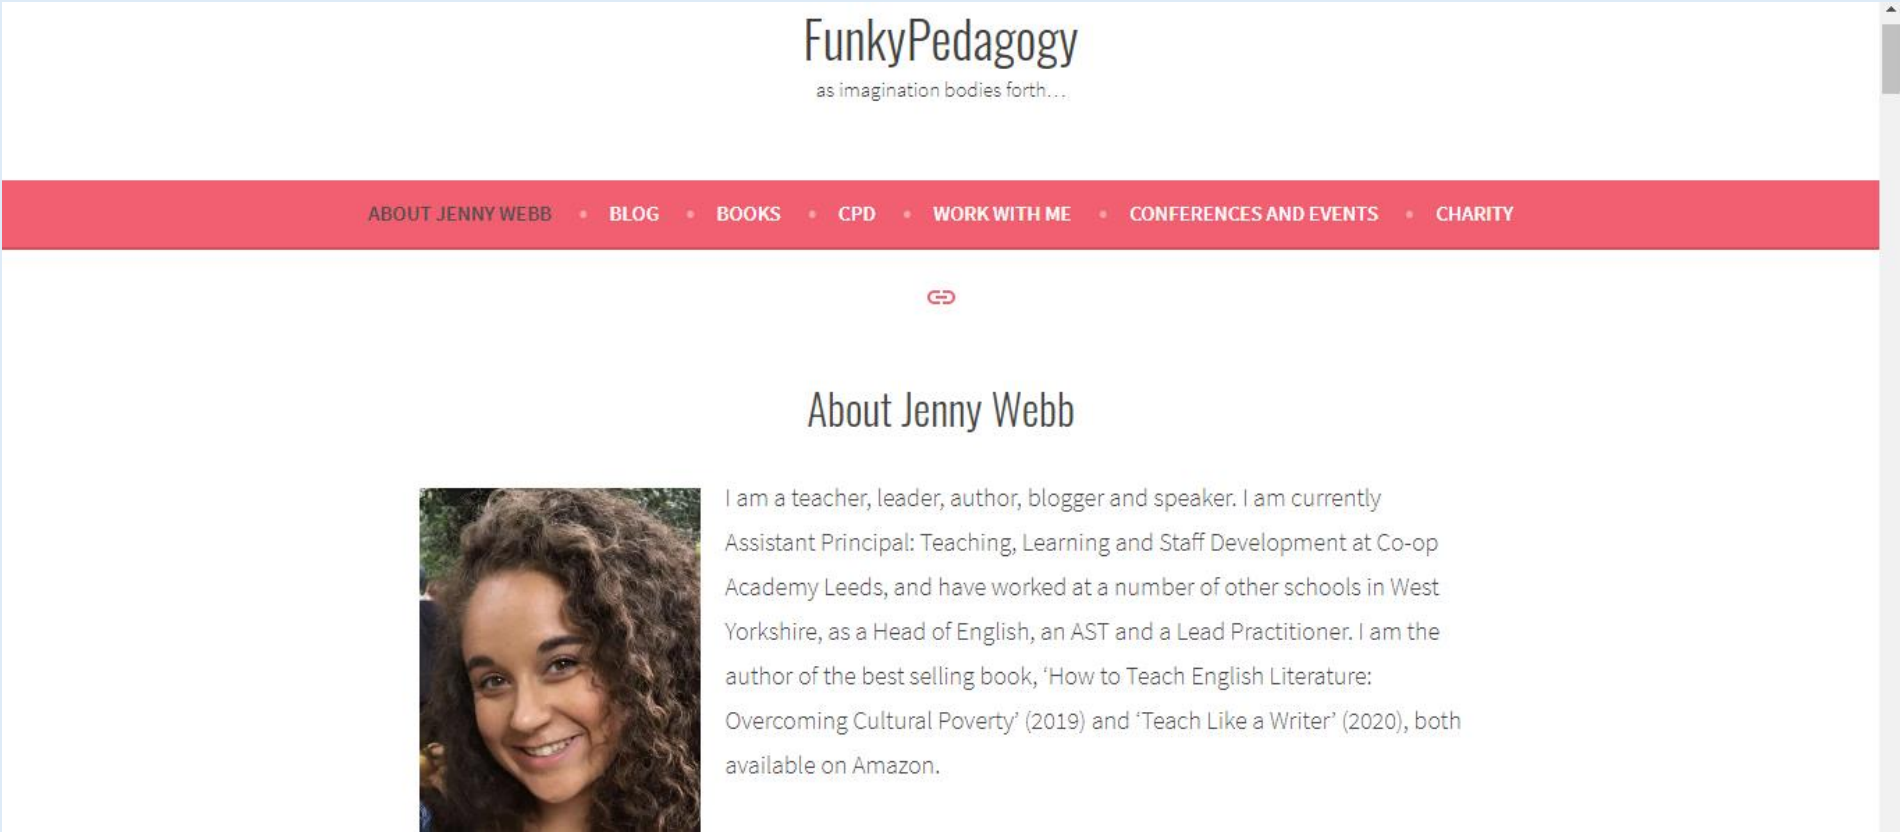 FunkyPedagogy
as imagination bodies forth…
ABOUT JENNY WEBB • BLOG • BOOKS • CPD • WORK WITH ME • CONFERENCES AND EVENTS • CHARITY
About Jenny Webb
I am a teacher, leader, author, blogger and speaker. I am currently
Assistant Principal: Teaching, Learning and Staff Development at Co-op
Academy Leeds, and have worked at a number of other schools in West
Yorkshire, as a Head of English, an AST and a Lead Practitioner. I am the
author of the best selling book, ‘How to Teach English Literature:
Overcoming Cultural Poverty’ (2019) and ‘Teach Like a Writer’ (2020), both
available on Amazon.